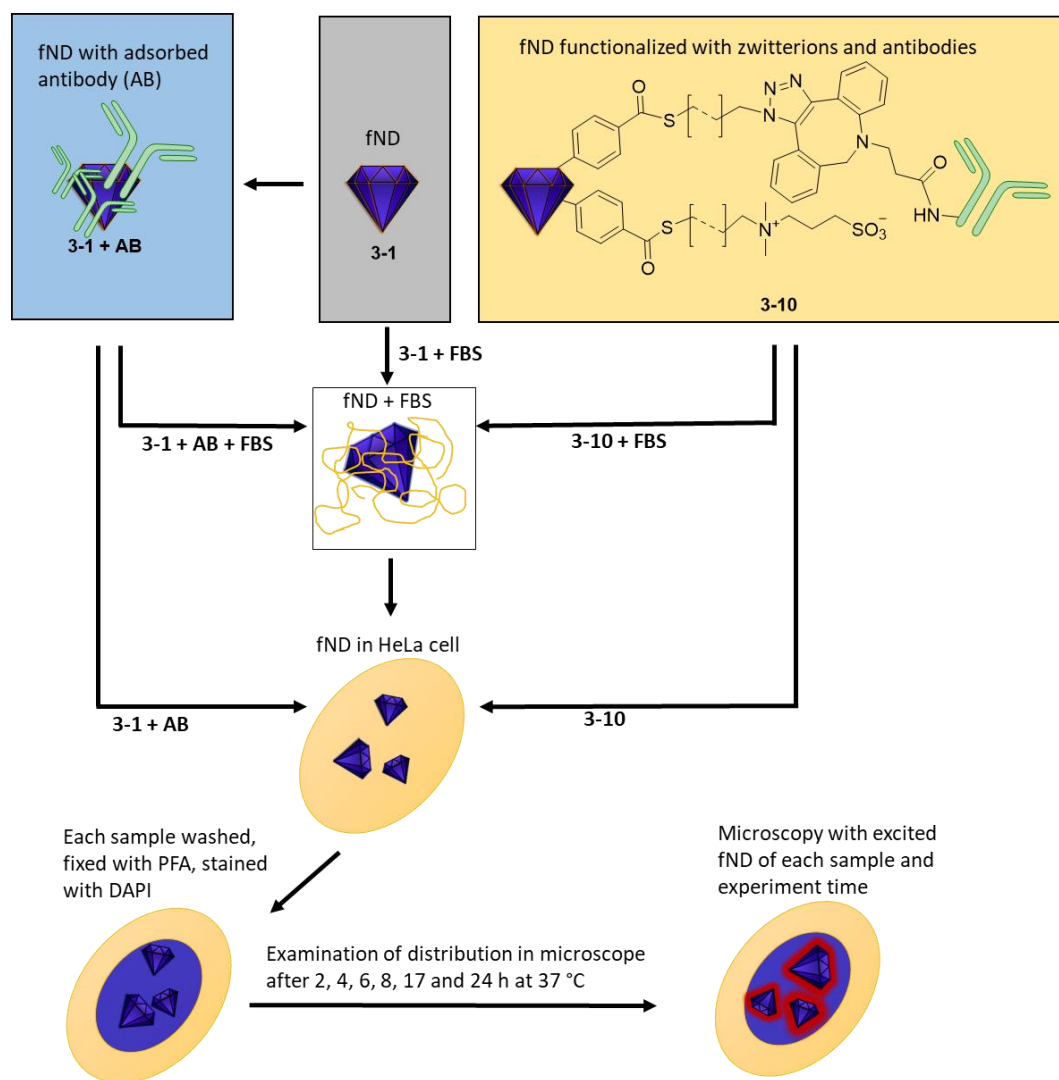 fND with adsorbed
antibody (AB)
3-1 + AB
fND
3-1
fND functionalized with zwitterions and antibodies
O
S
N
N
N
N
O
HN
S
O
N+
SO3−
3-10
3-1 + FBS
fND + FBS
3-1 + AB + FBS
3-10 + FBS
fND in HeLa cell
3-1 + AB
3-10
Each sample washed,
fixed with PFA, stained
with DAPI
Examination of distribution in microscope
after 2, 4, 6, 8, 17 and 24 h at 37 °C
Microscopy with excited
fND of each sample and
experiment time